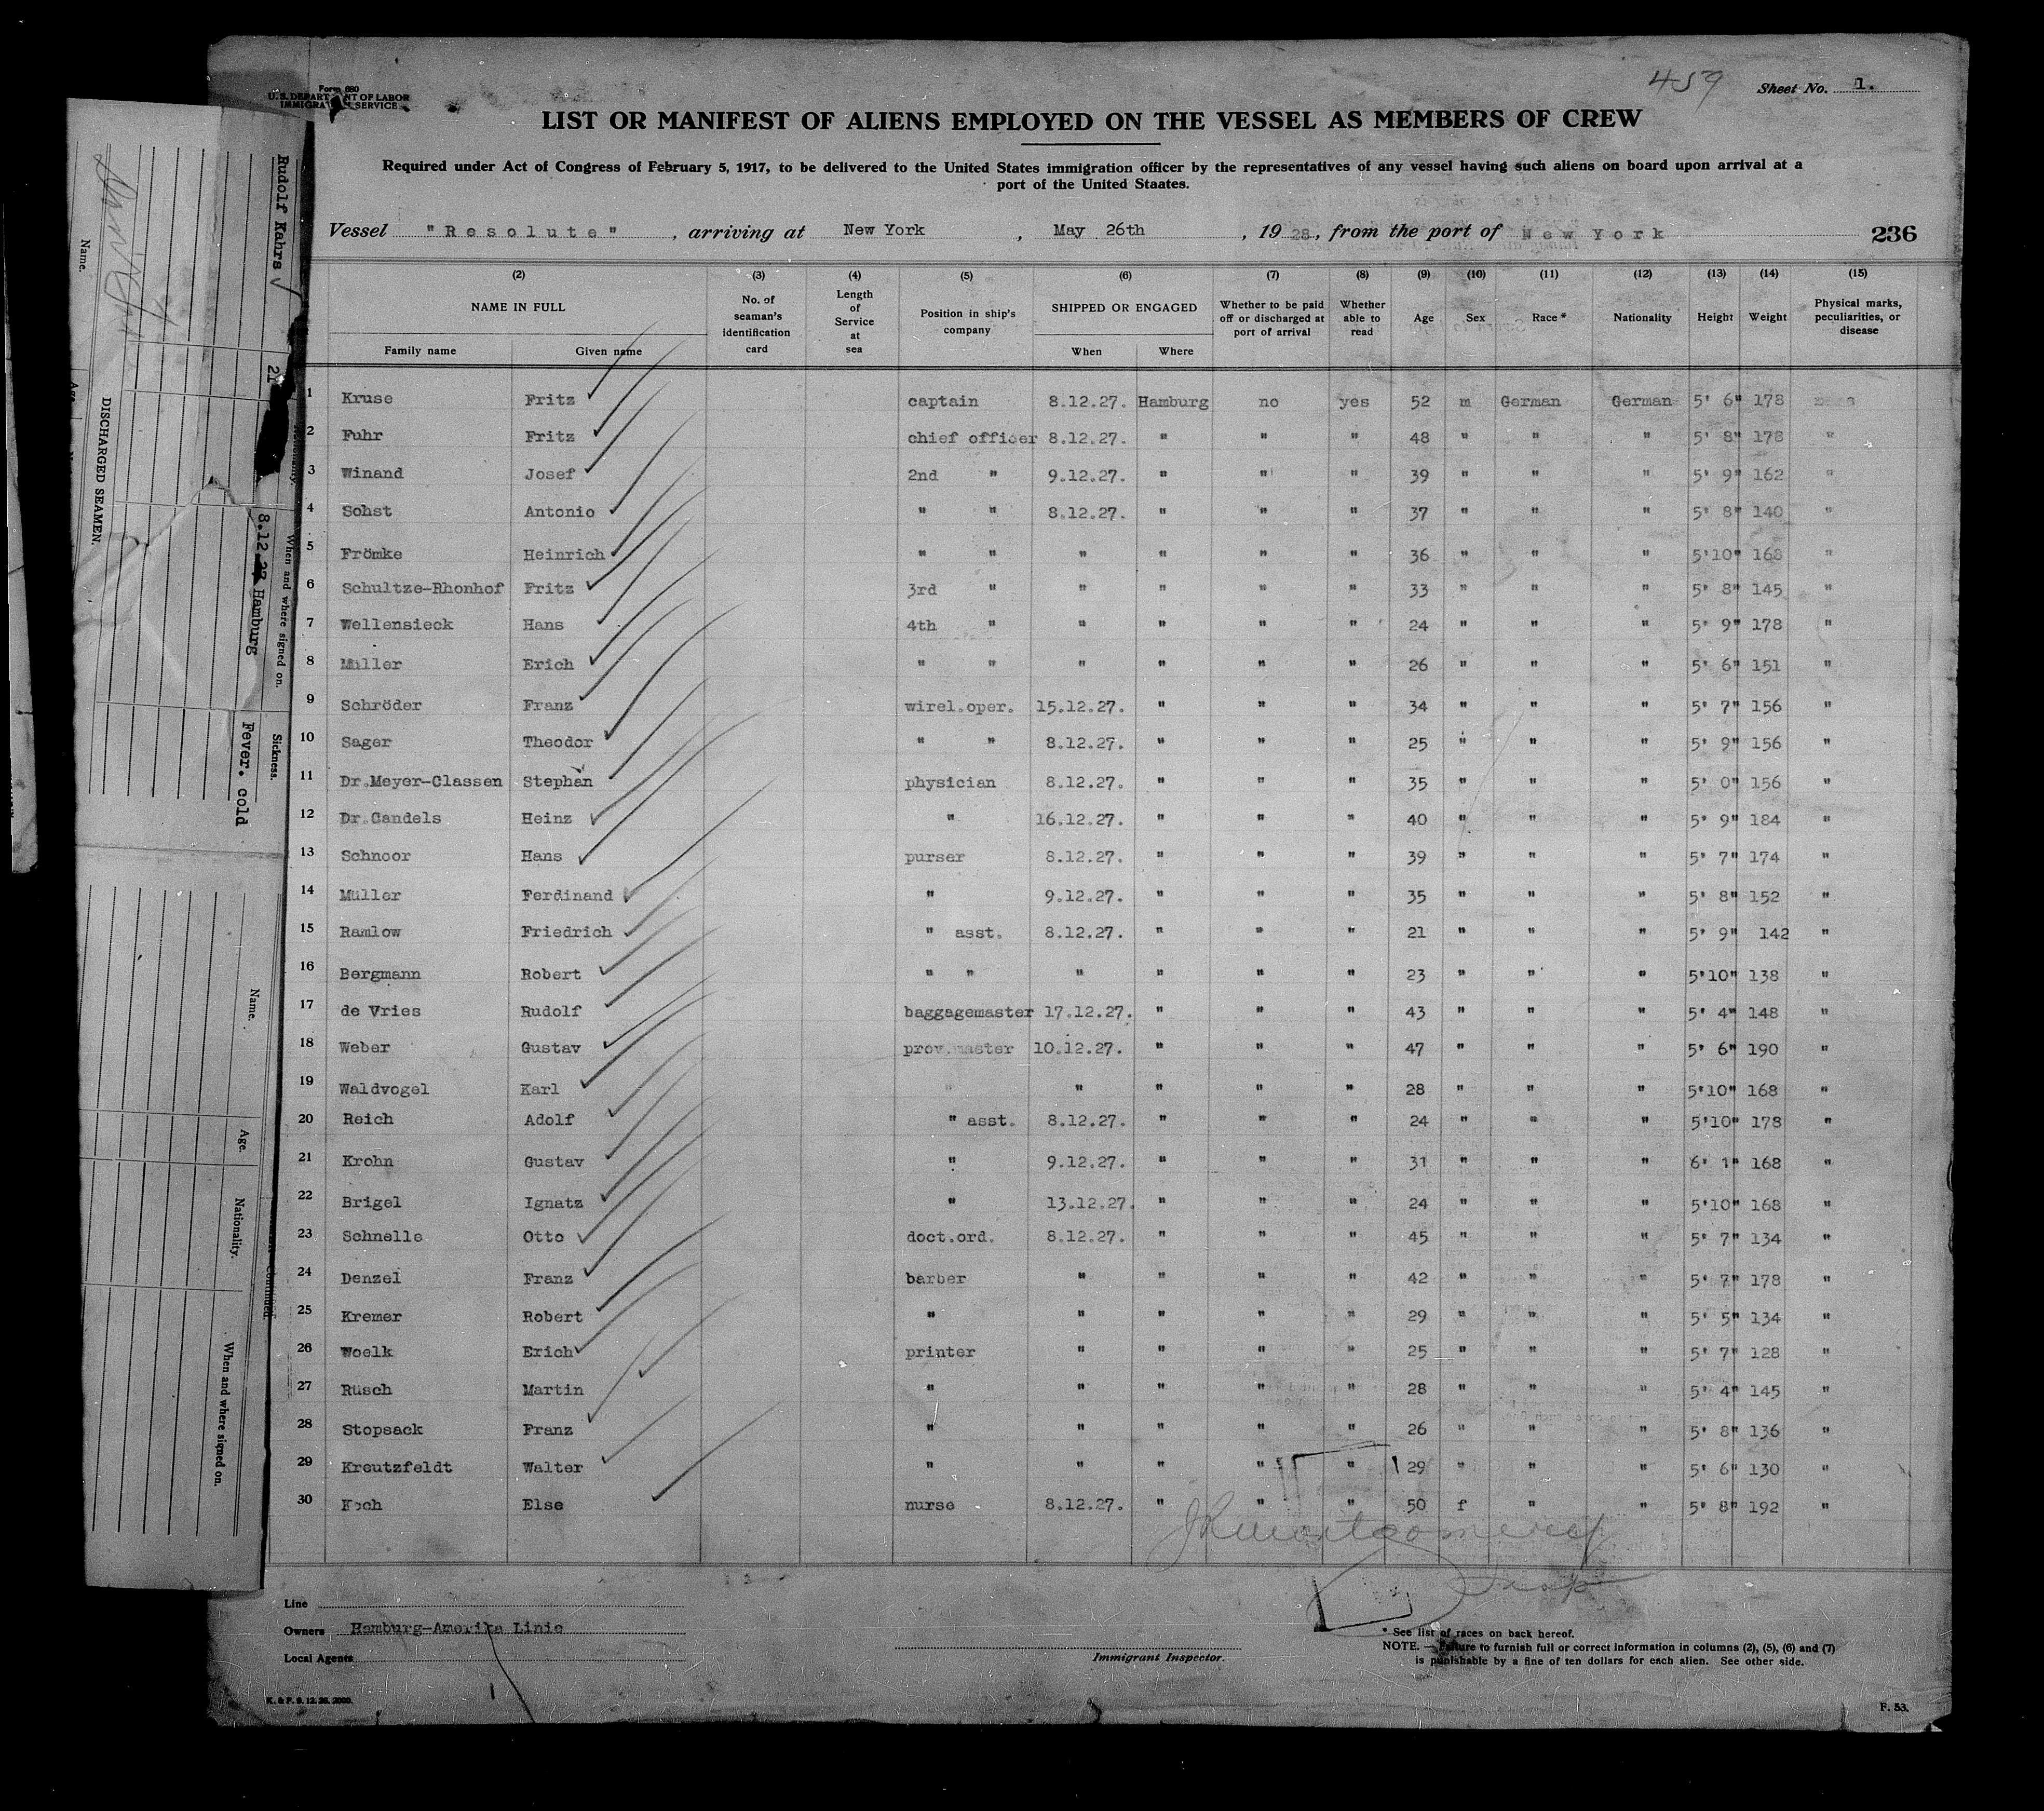 459
Sheet No. 1.
Form 680
U. S. DEPARTMENT OF LABOR
IMMIGRATION SERVICE
LIST OR MANIFEST OF ALIENS EMPLOYED ON THE VESSEL AS MEMBERS OF CREW
Required under Act of Congress of February 5, 1917, to be delivered to the United States immigration officer by the representatives of any vessel having such aliens on board upon arrival at a
port of the United Staates.
Vessel "Resolute", arriving at New York, May 26th, 1928, from the port of New York 236
(2) (3) (4) (5) (6) (7) (8) (9) (10) (11) (12) (13) (14) (15)
NAME IN FULL
Family name Given name
No. of seaman's identification card
Length of Service at sea
Position in ship's company
SHIPPED OR ENGAGED
When Where
Whether to be paid off or discharged at port of arrival
Whether able to read
Age Sex Race* Nationality Height Weight
Physical marks, peculiarities, or disease
1 Kruse Fritz captain 8.12.27. Hamburg no yes 52 m German German 5' 6" 178
2 Fuhr Fritz chief officer 8.12.27. " " " 48 " " " 5' 8" 178 "
3 Winand Josef 2nd " 9.12.27. " " " 39 " " " 5' 9" 162 "
4 Sohst Antonio " " 8.12.27. " " " 37 " " " 5' 8" 140 "
5 Frömke Heinrich " " " " " " 36 " " " 5'10" 168 "
6 Schultze-Rhonhof Fritz 3rd " " " " " 33 " " " 5' 8" 145 "
7 Wellensieck Hans 4th " " " " " 24 " " " 5' 9" 178 "
8 Müller Erich " " " " " " 26 " " " 5' 6" 151 "
9 Schröder Franz wirel.oper. 15.12.27. " " " 34 " " " 5' 7" 156 "
10 Sager Theodor " " 8.12.27. " " " 25 " " " 5' 9" 156 "
11 Dr.Meyer-Classen Stephan physician 8.12.27. " " " 35 " " " 5' 0" 156 "
12 Dr.Candels Heinz " 16.12.27. " " " 40 " " " 5' 9" 184 "
13 Schnoor Hans purser 8.12.27. " " " 39 " " " 5' 7" 174 "
14 Müller Ferdinand " 9.12.27. " " " 35 " " " 5' 8" 152 "
15 Ramlow Friedrich " asst. 8.12.27. " " " 21 " " " 5' 9" 142 "
16 Bergmann Robert " " " " " " 23 " " " 5'10" 138 "
17 de Vries Rudolf baggagemaster 17.12.27. " " " 43 " " " 5' 4" 148 "
18 Weber Gustav prov.master 10.12.27. " " " 47 " " " 5' 6" 190 "
19 Waldvogel Karl " " " " " 28 " " " 5'10" 168 "
20 Reich Adolf " asst. 8.12.27. " " " 24 " " " 5'10" 178 "
21 Krohn Gustav " 9.12.27. " " " 31 " " " 6' 1" 168 "
22 Brigel Ignatz " 13.12.27. " " " 24 " " " 5'10" 168 "
23 Schnelle Otto doct.ord. 8.12.27. " " " 45 " " " 5' 7" 134 "
24 Denzel Franz barber " " " " 42 " " " 5' 7" 178 "
25 Kremer Robert " " " " " 29 " " " 5' 5" 134 "
26 Woelk Erich printer " " " " 25 " " " 5' 7" 128 "
27 Rüsch Martin " " " " " 28 " " " 5' 4" 145 "
28 Stopsack Franz " " " " " 26 " " " 5' 8" 136 "
29 Kreutzfeldt Walter " " " " " 29 " " " 5' 6" 130 "
30 Koch Else nurse 8.12.27. " " " 50 f " " 5' 8" 192 "
JRMontgomery
Insp
Line
Owners Hamburg-Amerika Linie
Local Agents
Immigrant Inspector.
* See list of races on back hereof.
NOTE. — Failure to furnish full or correct information in columns (2), (5), (6) and (7)
is punishable by a fine of ten dollars for each alien. See other side.
K. & P. 9. 12. 26. 2000.
F. 53.
DISCHARGED SEAMEN.
Name.
Rudolf Kahrs
21
When and where signed on.
8.12.27 Hamburg
Sickness.
Fever. cold
Name.
Age.
Nationality.
When and where signed on.
Continued.